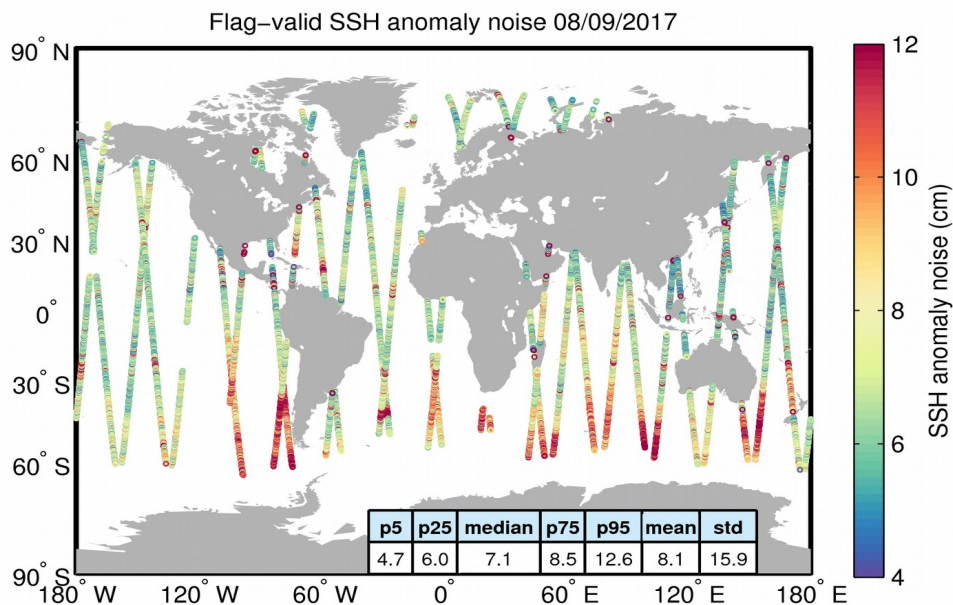 Flag−valid SSH anomaly noise 08/09/2017
90° N
60° N
30° N
0°
30° S
60° S
90° S
180° W
120° W
60° W
0°
60° E
120° E
180° E
p5 p25 median p75 p95 mean std
4.7 6.0 7.1 8.5 12.6 8.1 15.9
12
10
8
6
4
SSH anomaly noise (cm)